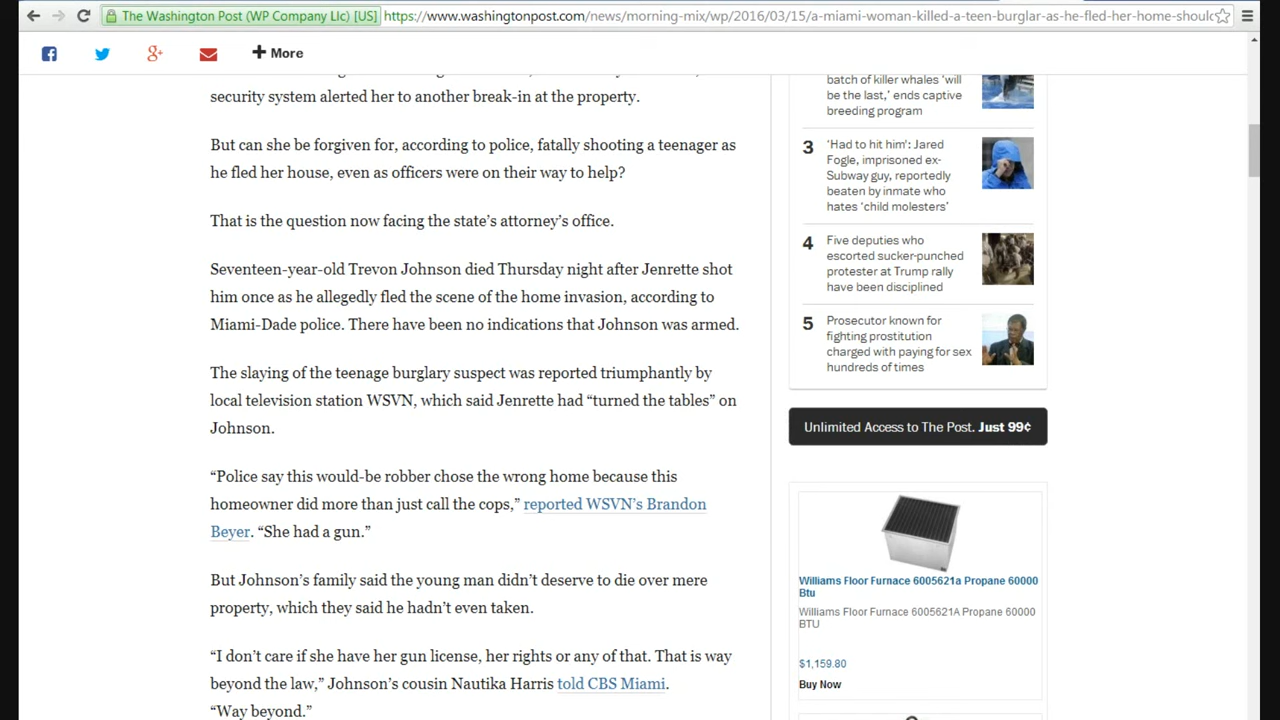 The Washington Post (WP Company Llc) [US]
https://www.washingtonpost.com/news/morning-mix/wp/2016/03/15/a-miami-woman-killed-a-teen-burglar-as-he-fled-her-home-shoulc
More
security system alerted her to another break-in at the property.
But can she be forgiven for, according to police, fatally shooting a teenager as
he fled her house, even as officers were on their way to help?
That is the question now facing the state’s attorney’s office.
Seventeen-year-old Trevon Johnson died Thursday night after Jenrette shot
him once as he allegedly fled the scene of the home invasion, according to
Miami-Dade police. There have been no indications that Johnson was armed.
The slaying of the teenage burglary suspect was reported triumphantly by
local television station WSVN, which said Jenrette had “turned the tables” on
Johnson.
“Police say this would-be robber chose the wrong home because this
homeowner did more than just call the cops,” reported WSVN’s Brandon
Beyer. “She had a gun.”
But Johnson’s family said the young man didn’t deserve to die over mere
property, which they said he hadn’t even taken.
“I don’t care if she have her gun license, her rights or any of that. That is way
beyond the law,” Johnson’s cousin Nautika Harris told CBS Miami.
“Way beyond.”
batch of killer whales ‘will
be the last,’ ends captive
breeding program
3
'Had to hit him': Jared
Fogle, imprisoned ex-
Subway guy, reportedly
beaten by inmate who
hates ‘child molesters’
4
Five deputies who
escorted sucker-punched
protester at Trump rally
have been disciplined
5
Prosecutor known for
fighting prostitution
charged with paying for sex
hundreds of times
Unlimited Access to The Post. Just 99¢
Williams Floor Furnace 6005621a Propane 60000
Btu
Williams Floor Furnace 6005621A Propane 60000
BTU
$1,159.80
Buy Now